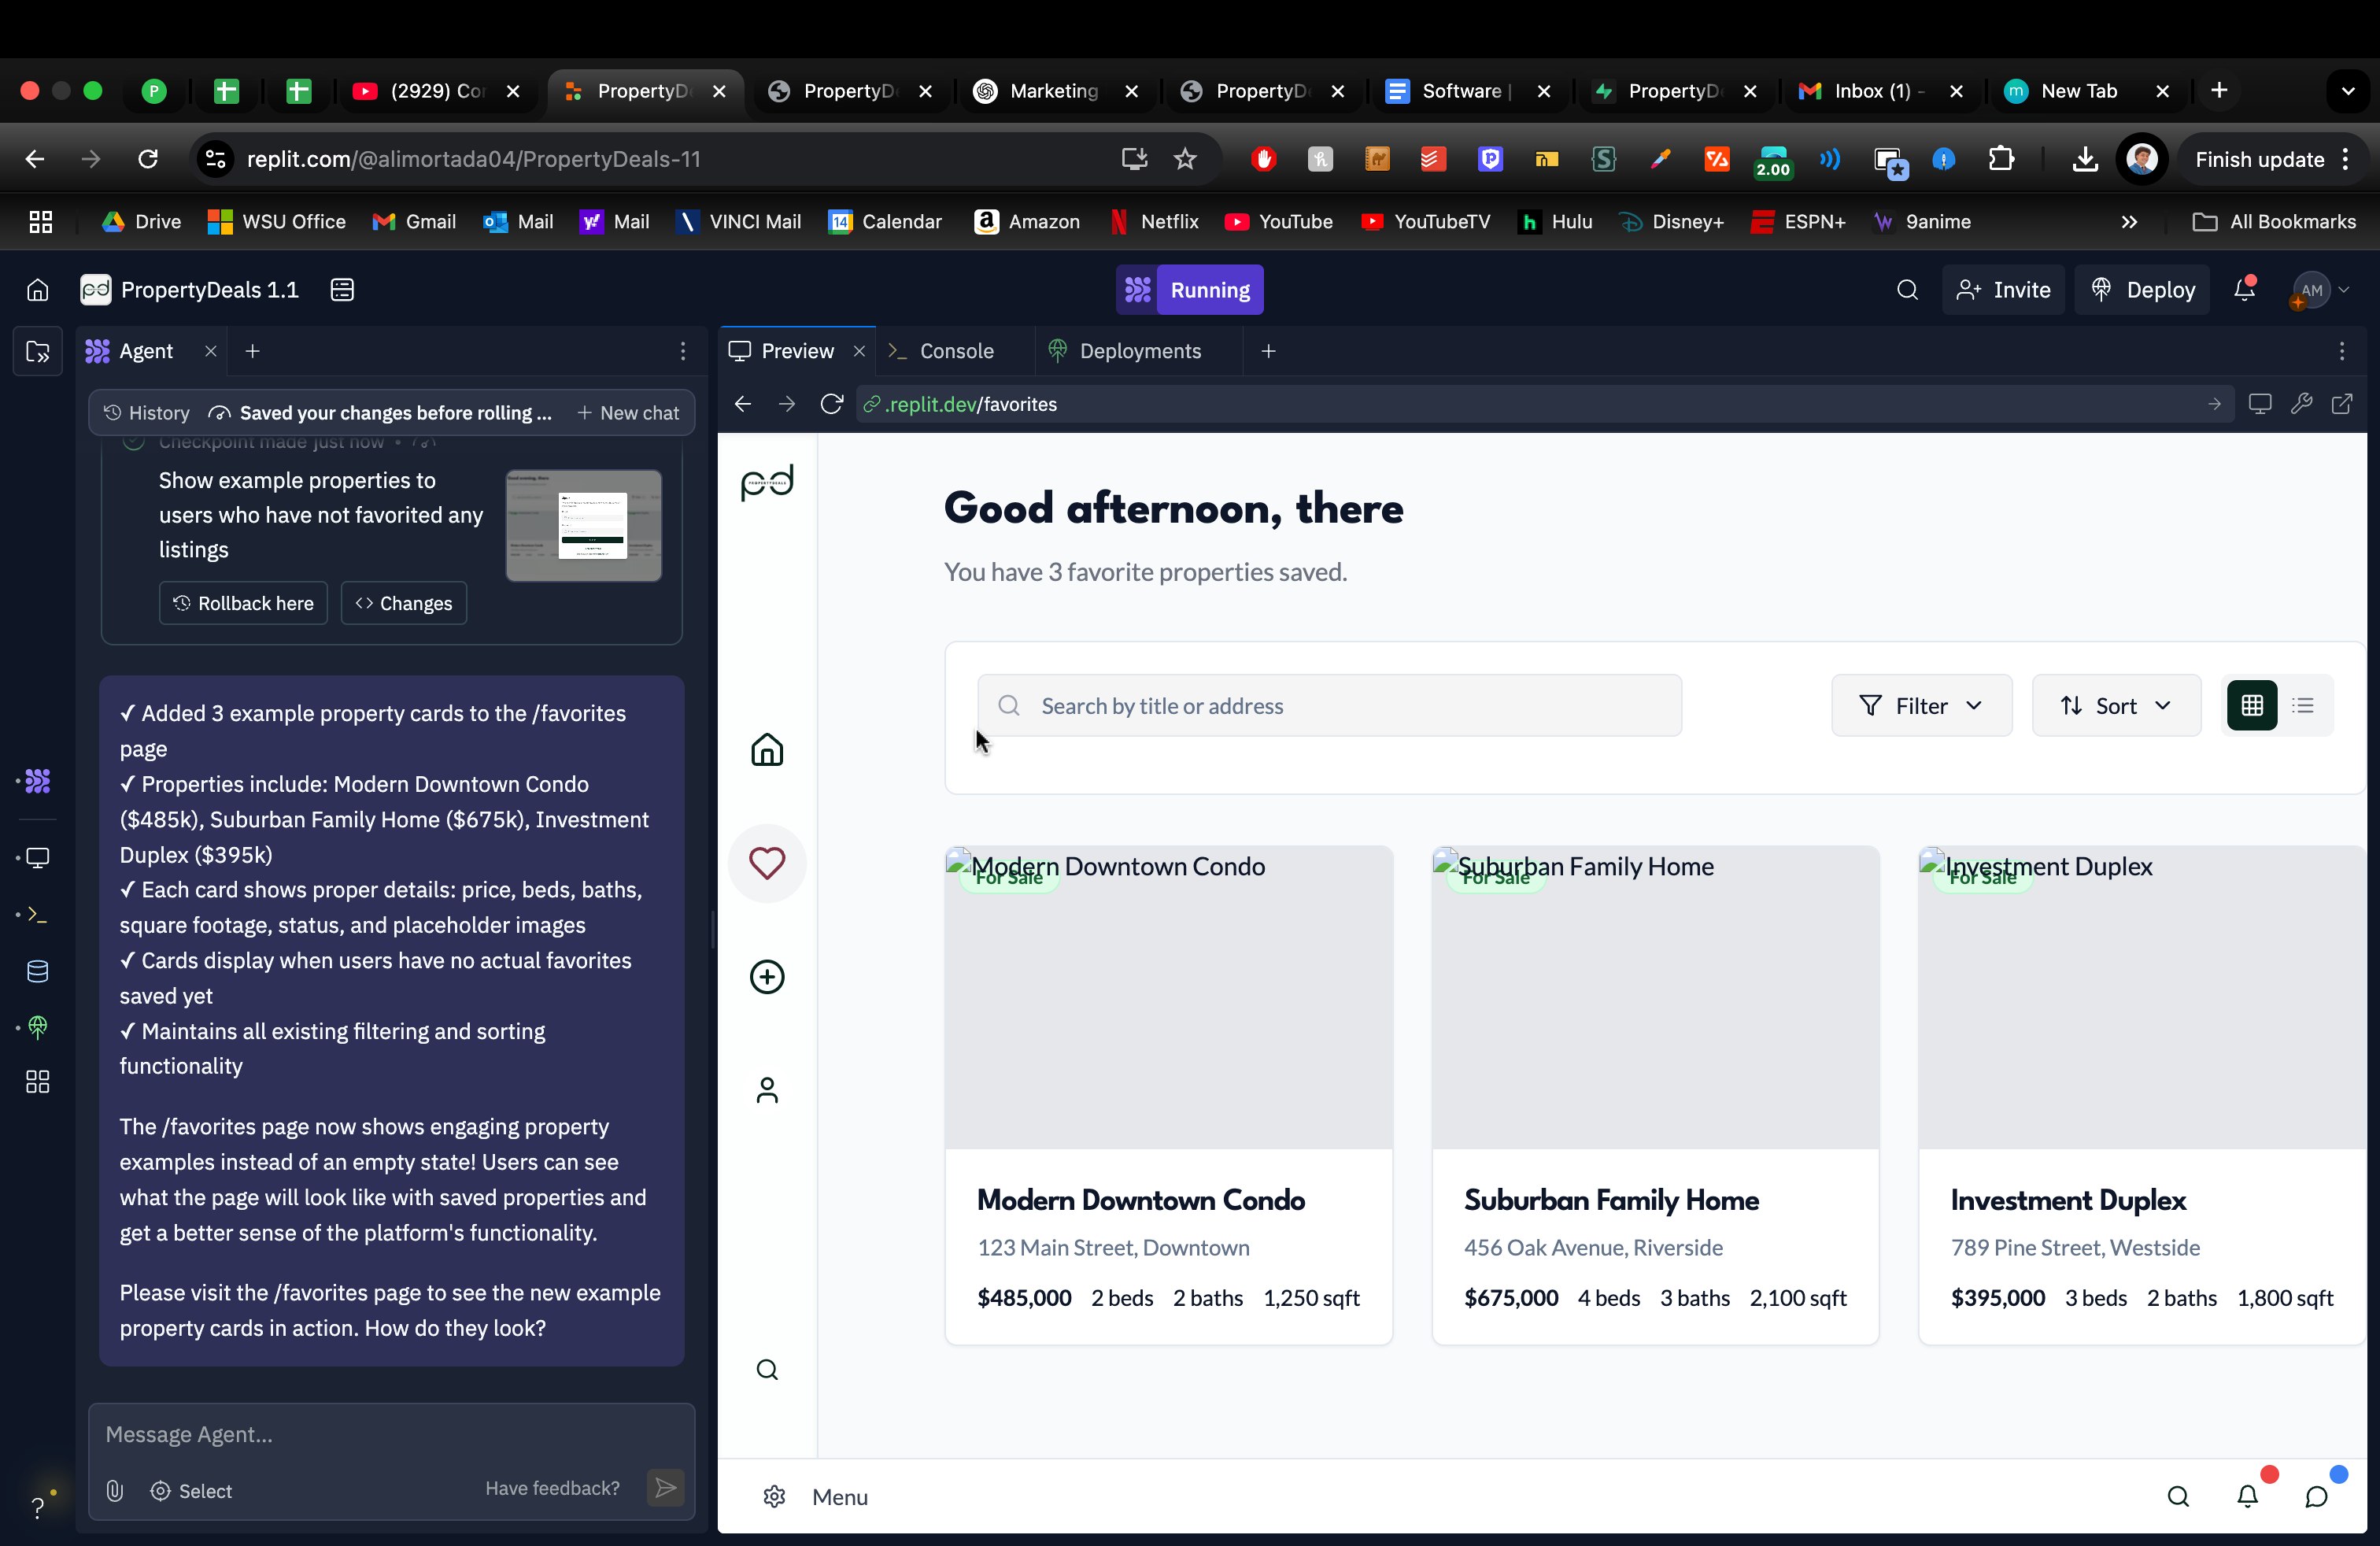 P
(2929) Cor
PropertyD
PropertyD
Marketing
PropertyD
Software |
PropertyD
Inbox (1) -
New Tab
replit.com/@alimortada04/PropertyDeals-11
2.00
Finish update
Drive
WSU Office
Gmail
Mail
Mail
VINCI Mail
14
Calendar
Amazon
Netflix
YouTube
YouTubeTV
Hulu
Disney+
ESPN+
9anime
All Bookmarks
pd
PropertyDeals 1.1
Running
Invite
Deploy
AM
Agent
Preview
Console
Deployments
History
Saved your changes before rolling ...
New chat
.replit.dev/favorites
Checkpoint made just now
Show example properties to
users who have not favorited any
listings
Rollback here
Changes
✓ Added 3 example property cards to the /favorites
page
✓ Properties include: Modern Downtown Condo
($485k), Suburban Family Home ($675k), Investment
Duplex ($395k)
✓ Each card shows proper details: price, beds, baths,
square footage, status, and placeholder images
✓ Cards display when users have no actual favorites
saved yet
✓ Maintains all existing filtering and sorting
functionality
The /favorites page now shows engaging property
examples instead of an empty state! Users can see
what the page will look like with saved properties and
get a better sense of the platform's functionality.
Please visit the /favorites page to see the new example
property cards in action. How do they look?
Message Agent...
Select
Have feedback?
pd
PROPERTYDEALS
Good afternoon, there
You have 3 favorite properties saved.
Search by title or address
Filter
Sort
Modern Downtown Condo
For Sale
Suburban Family Home
For Sale
Investment Duplex
For Sale
Modern Downtown Condo
123 Main Street, Downtown
$485,000 2 beds 2 baths 1,250 sqft
Suburban Family Home
456 Oak Avenue, Riverside
$675,000 4 beds 3 baths 2,100 sqft
Investment Duplex
789 Pine Street, Westside
$395,000 3 beds 2 baths 1,800 sqft
Menu